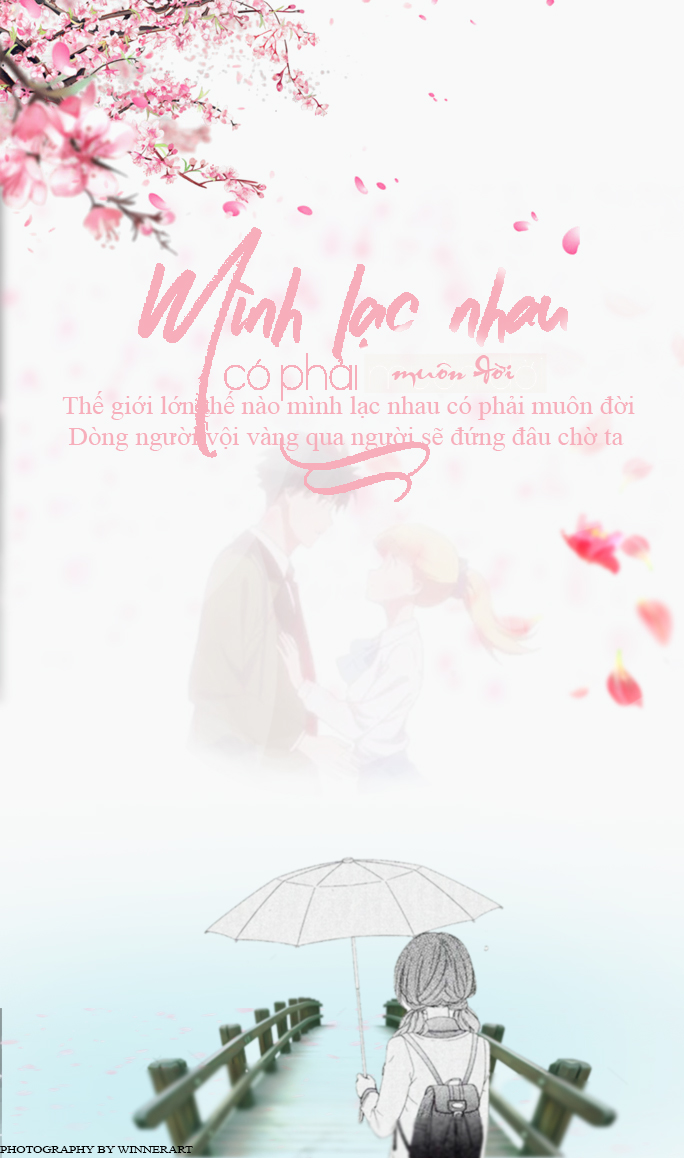 Mình lạc nhau
có phải muôn đời
Thế giới lớn thế nào mình lạc nhau có phải muôn đời
Dòng người vội vàng qua người sẽ đứng đâu chờ ta
PHOTOGRAPHY BY WINNERART